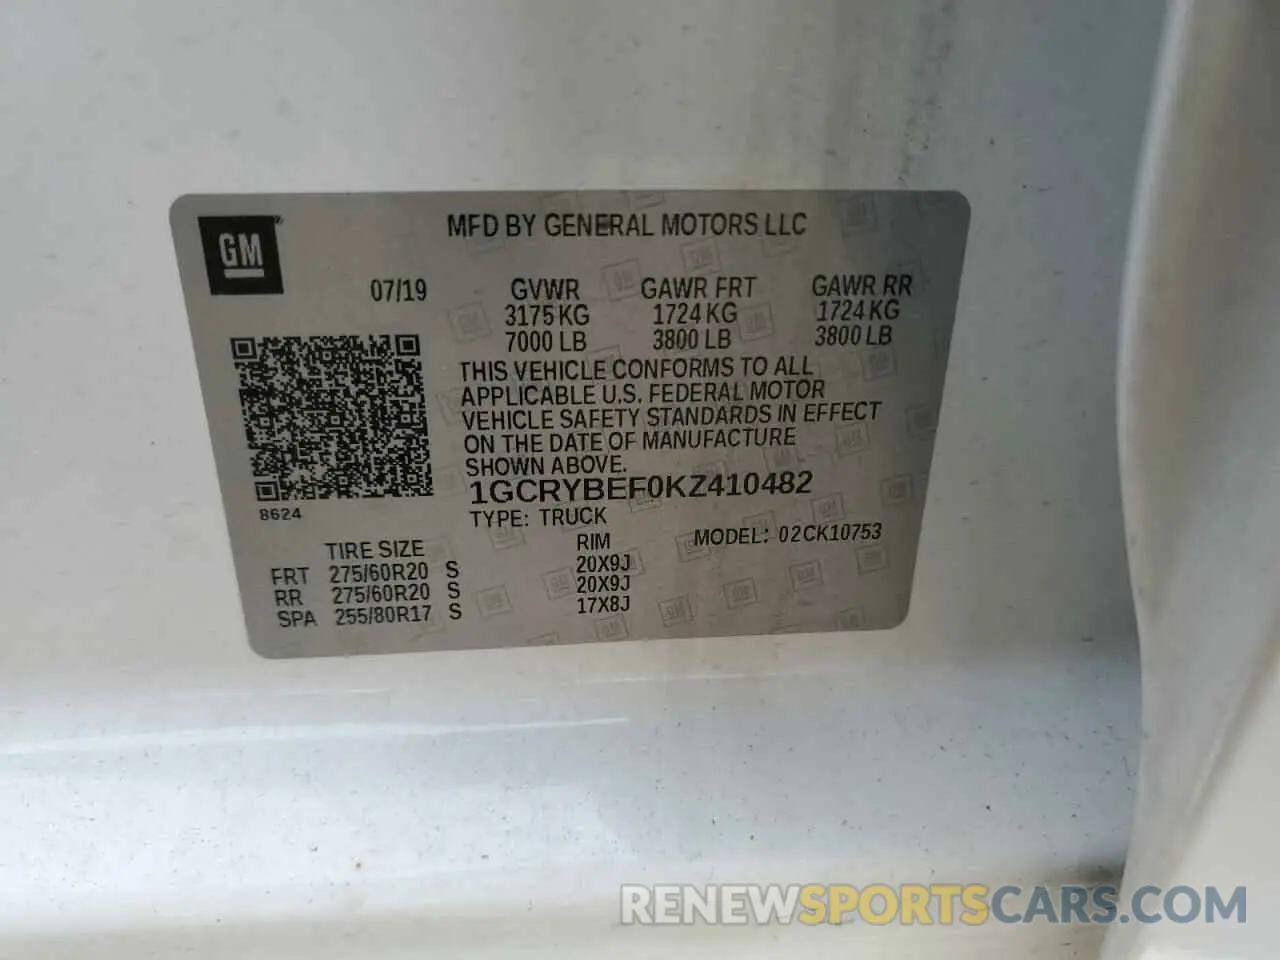 GM
MFD BY GENERAL MOTORS LLC
07/19
GVWR GAWR FRT GAWR RR
3175 KG 1724 KG 1724 KG
7000 LB 3800 LB 3800 LB
THIS VEHICLE CONFORMS TO ALL
APPLICABLE U.S. FEDERAL MOTOR
VEHICLE SAFETY STANDARDS IN EFFECT
ON THE DATE OF MANUFACTURE
SHOWN ABOVE.
1GCRYBEF0KZ410482
8624
TYPE: TRUCK
MODEL: 02CK10753
TIRE SIZE RIM
FRT 275/60R20 S 20X9J
RR 275/60R20 S 20X9J
SPA 255/80R17 S 17X8J
RENEWSPORTSCARS.COM